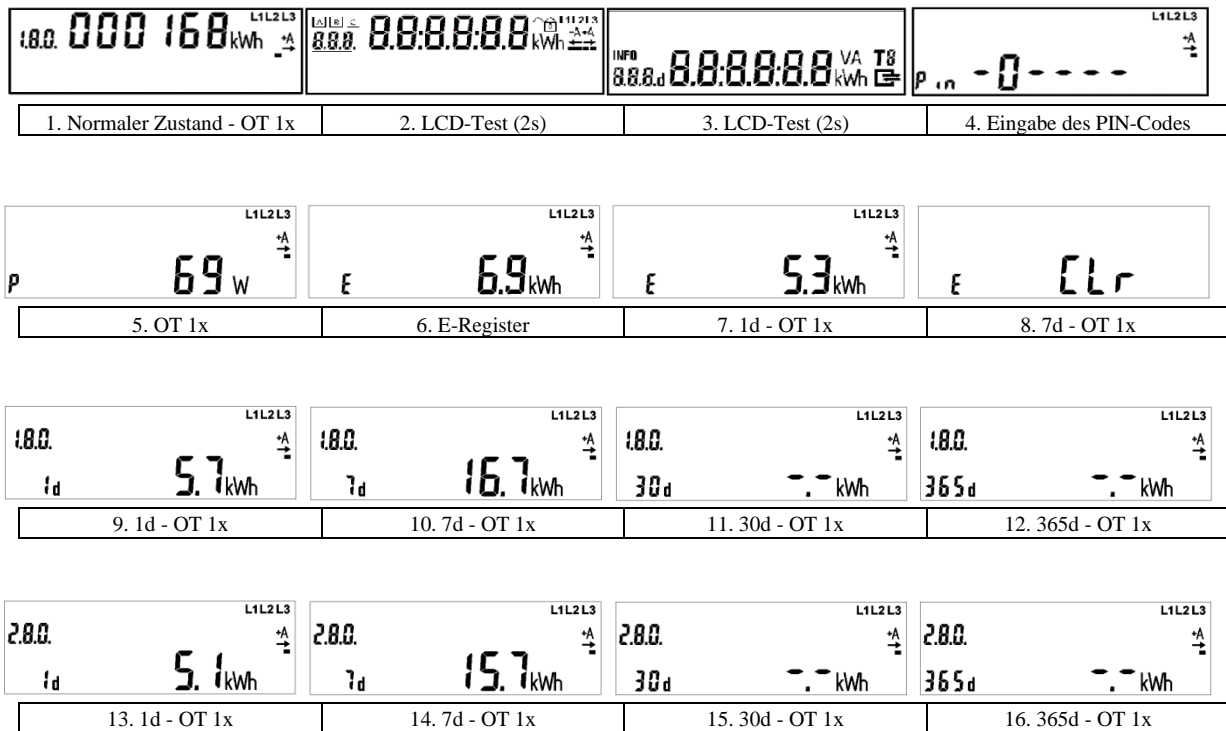 L1L2L3
1.8.0. 000168 kWh +A
A B C L1L2L3
8.8.8. 8.8:8.8:8.8 kWh -A+A
INFO VA T8
8.8.8.d 8.8:8.8:8.8 kWh
L1L2L3
+A
Pin -0----
1. Normaler Zustand - OT 1x
2. LCD-Test (2s)
3. LCD-Test (2s)
4. Eingabe des PIN-Codes
L1L2L3
+A
P 69 W
L1L2L3
+A
E 6.9 kWh
L1L2L3
+A
E 5.3 kWh
E CLr
5. OT 1x
6. E-Register
7. 1d - OT 1x
8. 7d - OT 1x
L1L2L3
1.8.0. +A
1d 5.7 kWh
L1L2L3
1.8.0. +A
7d 16.7 kWh
L1L2L3
1.8.0. +A
30d -.- kWh
L1L2L3
1.8.0. +A
365d -.- kWh
9. 1d - OT 1x
10. 7d - OT 1x
11. 30d - OT 1x
12. 365d - OT 1x
L1L2L3
2.8.0. +A
1d 5.1 kWh
L1L2L3
2.8.0. +A
7d 15.7 kWh
L1L2L3
2.8.0. +A
30d -.- kWh
L1L2L3
2.8.0. +A
365d -.- kWh
13. 1d - OT 1x
14. 7d - OT 1x
15. 30d - OT 1x
16. 365d - OT 1x